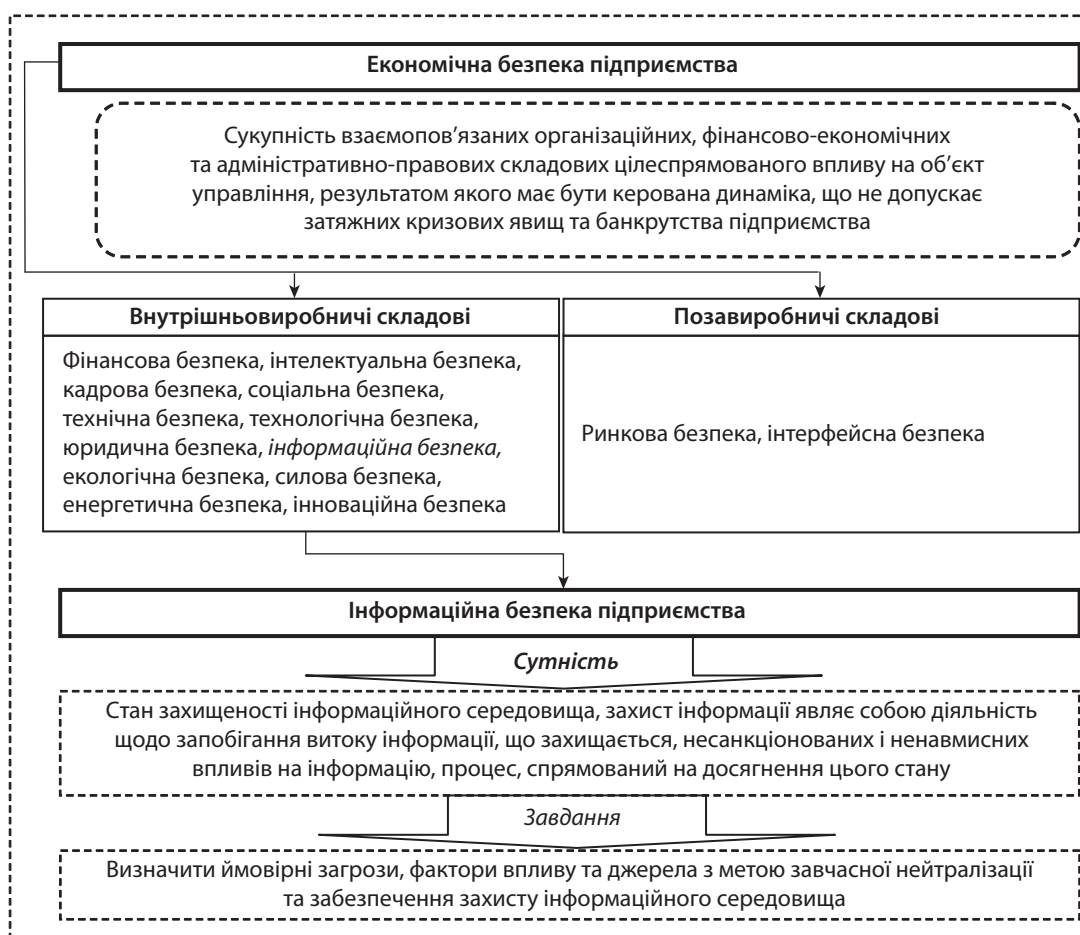 Економічна безпека підприємства
Сукупність взаємопов’язаних організаційних, фінансово-економічних
та адміністративно-правових складових цілеспрямованого впливу на об’єкт
управління, результатом якого має бути керована динаміка, що не допускає
затяжних кризових явищ та банкрутства підприємства
Внутрішньовиробничі складові
Фінансова безпека, інтелектуальна безпека,
кадрова безпека, соціальна безпека,
технічна безпека, технологічна безпека,
юридична безпека, інформаційна безпека,
екологічна безпека, силова безпека,
енергетична безпека, інноваційна безпека
Позавиробничі складові
Ринкова безпека, інтерфейсна безпека
Інформаційна безпека підприємства
Сутність
Стан захищеності інформаційного середовища, захист інформації являє собою діяльність
щодо запобігання витоку інформації, що захищається, несанкціонованих і ненавмисних
впливів на інформацію, процес, спрямований на досягнення цього стану
Завдання
Визначити ймовірні загрози, фактори впливу та джерела з метою завчасної нейтралізації
та забезпечення захисту інформаційного середовища